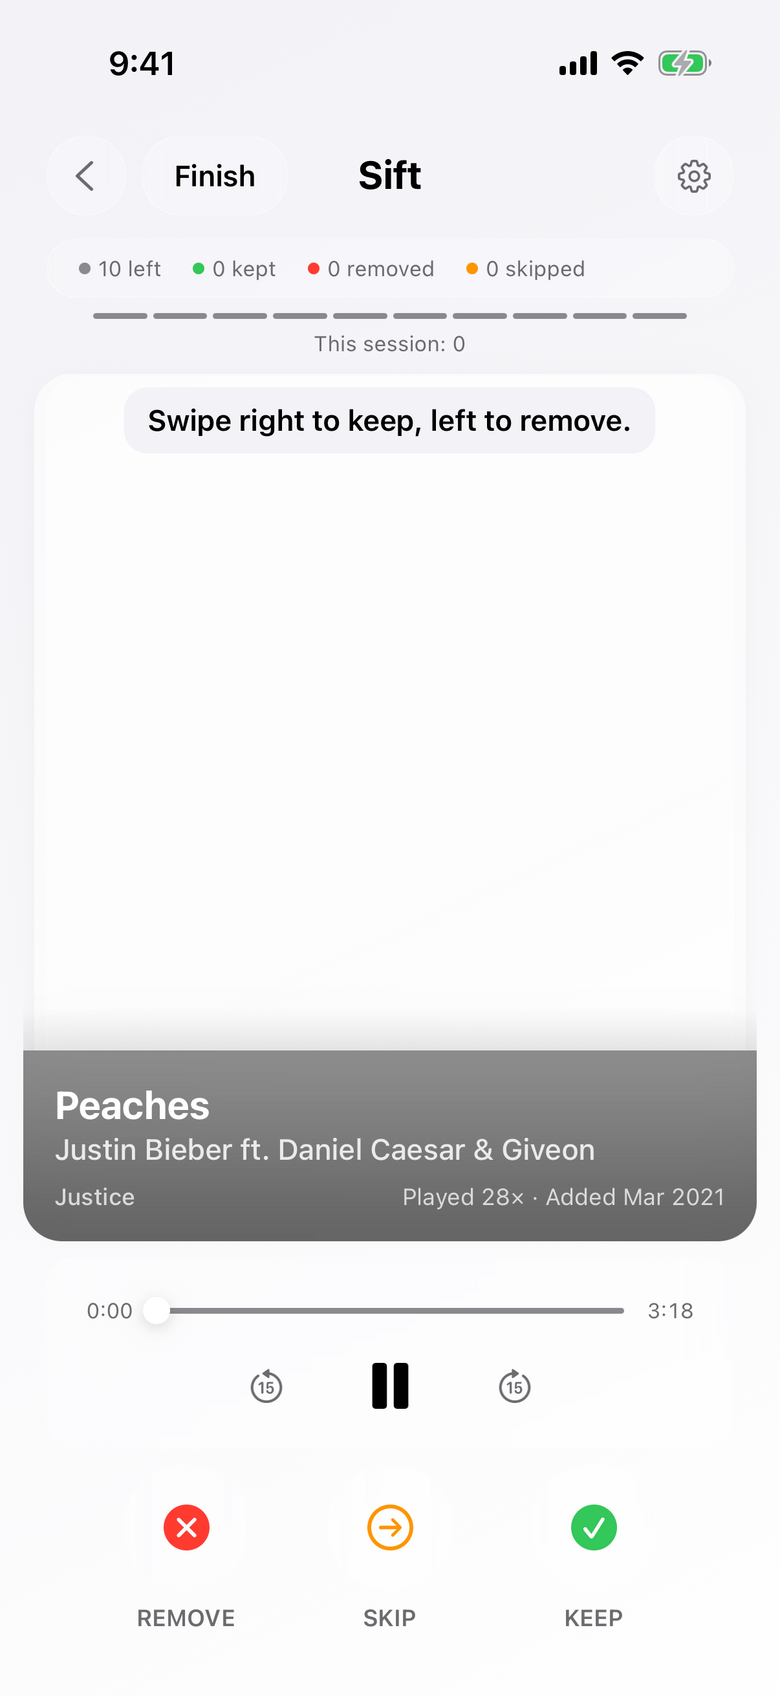 9:41
Finish
Sift
10 left 0 kept 0 removed 0 skipped
This session: 0
Swipe right to keep, left to remove.
Peaches
Justin Bieber ft. Daniel Caesar & Giveon
Justice Played 28× · Added Mar 2021
0:00 3:18
15 15
REMOVE SKIP KEEP